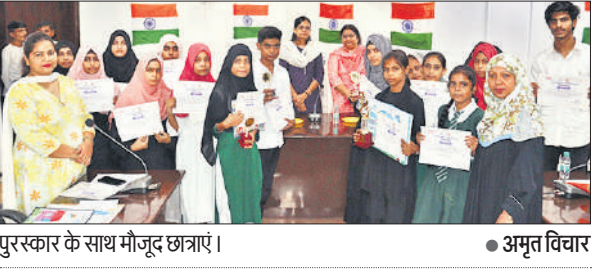 पुरस्कार के साथ मौजूद छात्राएं। ● अमृत विचार